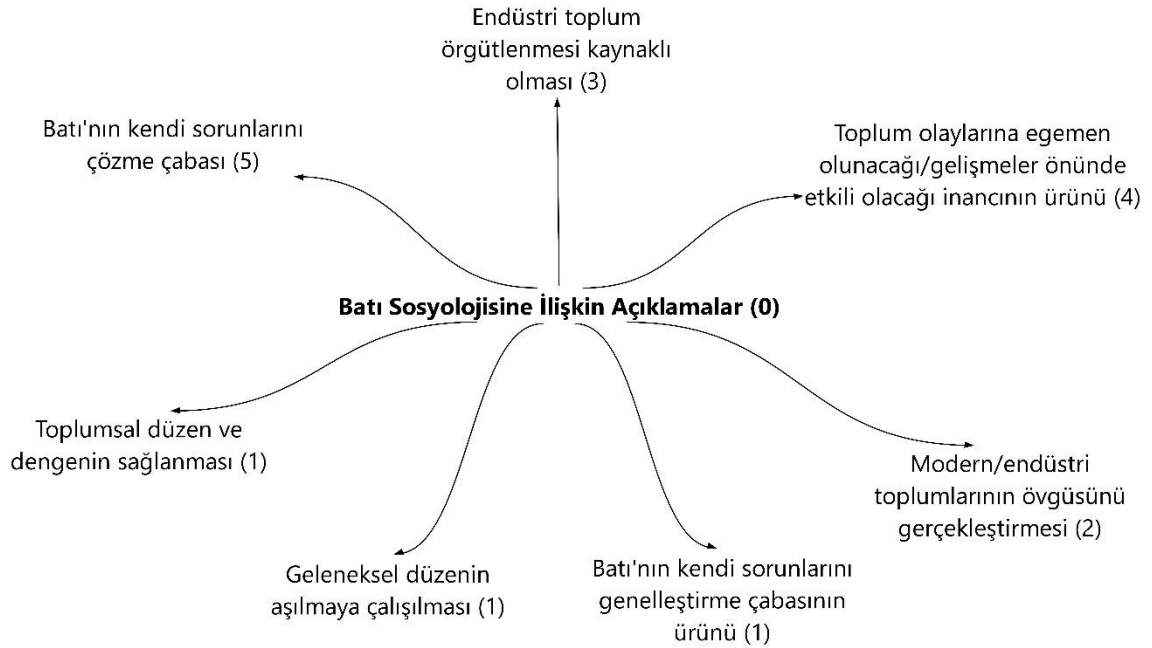 Endüstri toplum
örgütlenmesi kaynaklı
olması (3)
Batı'nın kendi sorunlarını
çözme çabası (5)
Toplum olaylarına egemen
olunacağı/gelişmeler önünde
etkili olacağı inancının ürünü (4)
Batı Sosyolojisine İlişkin Açıklamalar (0)
Toplumsal düzen ve
dengenin sağlanması (1)
Modern/endüstri
toplumlarının övgüsünü
gerçekleştirmesi (2)
Geleneksel düzenin
aşılmaya çalışılması (1)
Batı'nın kendi sorunlarını
genelleştirme çabasının
ürünü (1)